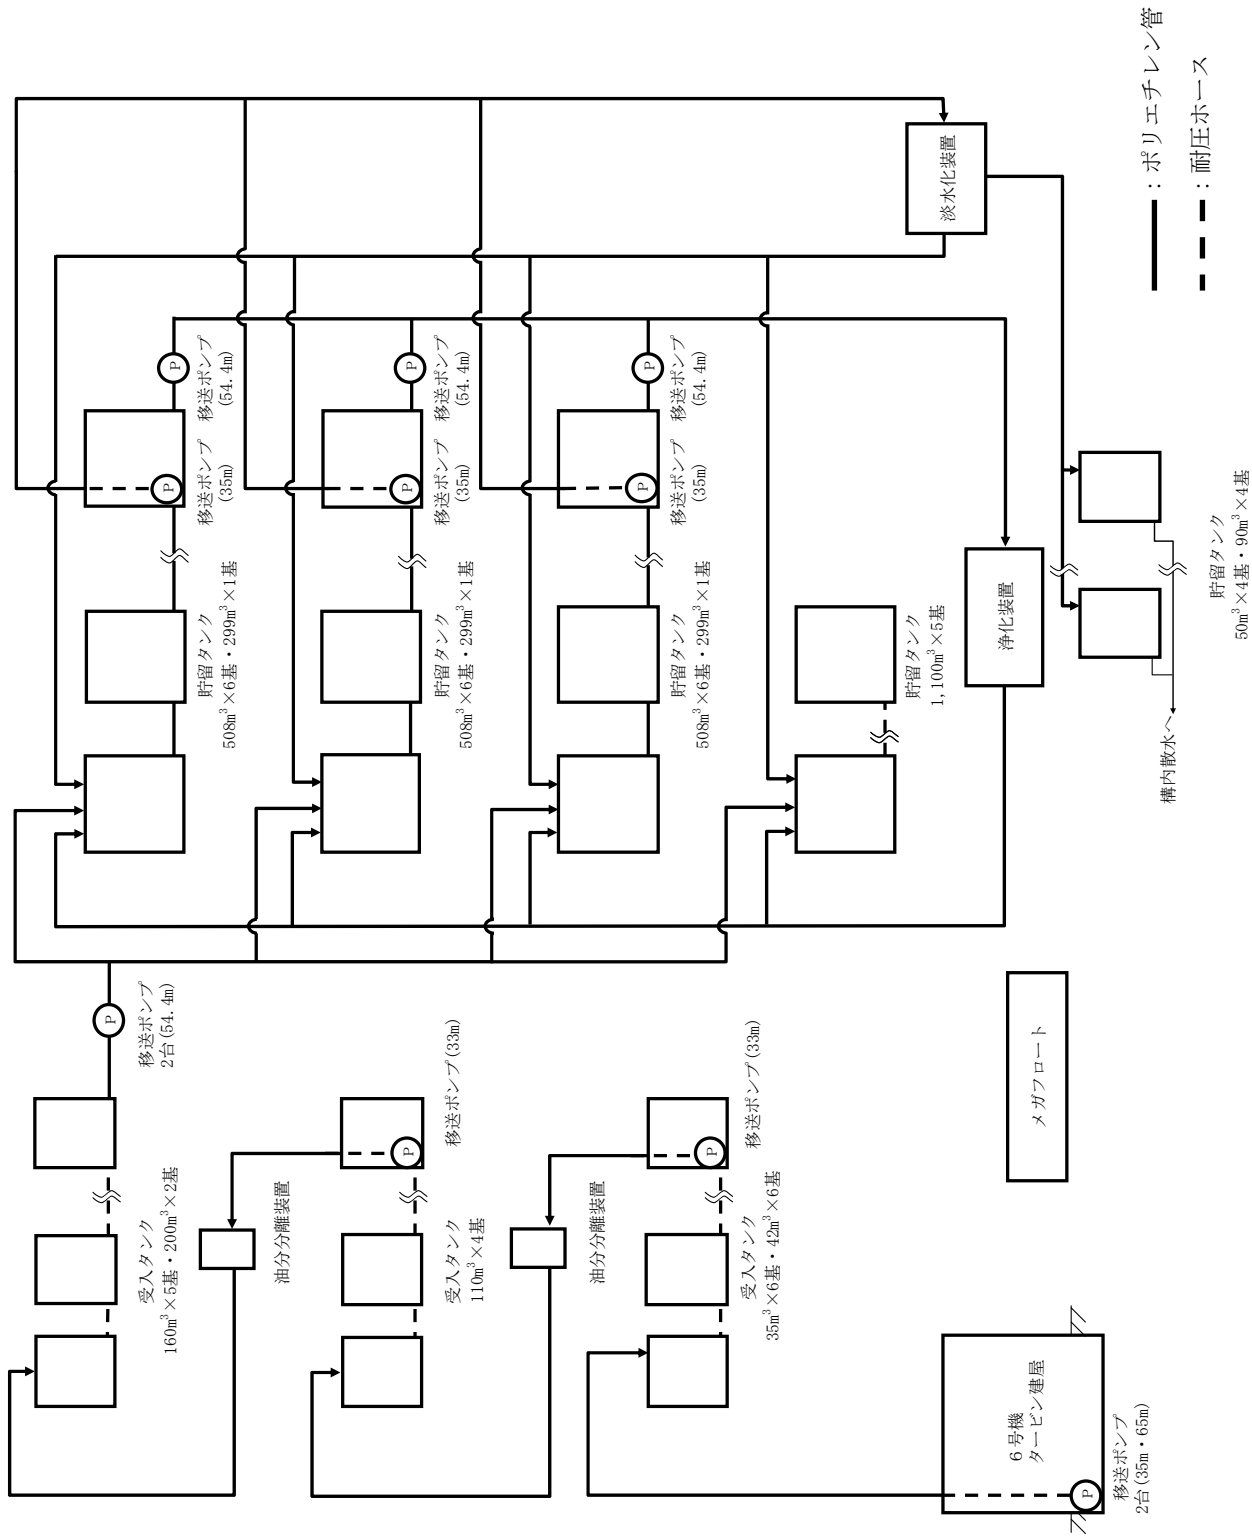 移送ポンプ
(35m)
移送ポンプ
(54.4m)
貯留タンク
508m³×6基・299m³×1基
P
P
移送ポンプ
(35m)
移送ポンプ
(54.4m)
貯留タンク
508m³×6基・299m³×1基
P
P
移送ポンプ
(35m)
移送ポンプ
(54.4m)
貯留タンク
508m³×6基・299m³×1基
P
P
貯留タンク
1,100m³×5基
淡水化装置
浄化装置
貯留タンク
50m³×4基・90m³×4基
構内散水へ
移送ポンプ
2台(54.4m)
P
受入タンク
160m³×5基・200m³×2基
油分分離装置
移送ポンプ(33m)
P
受入タンク
110m³×4基
油分分離装置
移送ポンプ(33m)
P
受入タンク
35m³×6基・42m³×6基
6号機
タービン建屋
P
移送ポンプ
2台(35m・65m)
メガフロート
:ポリエチレン管
:耐圧ホース